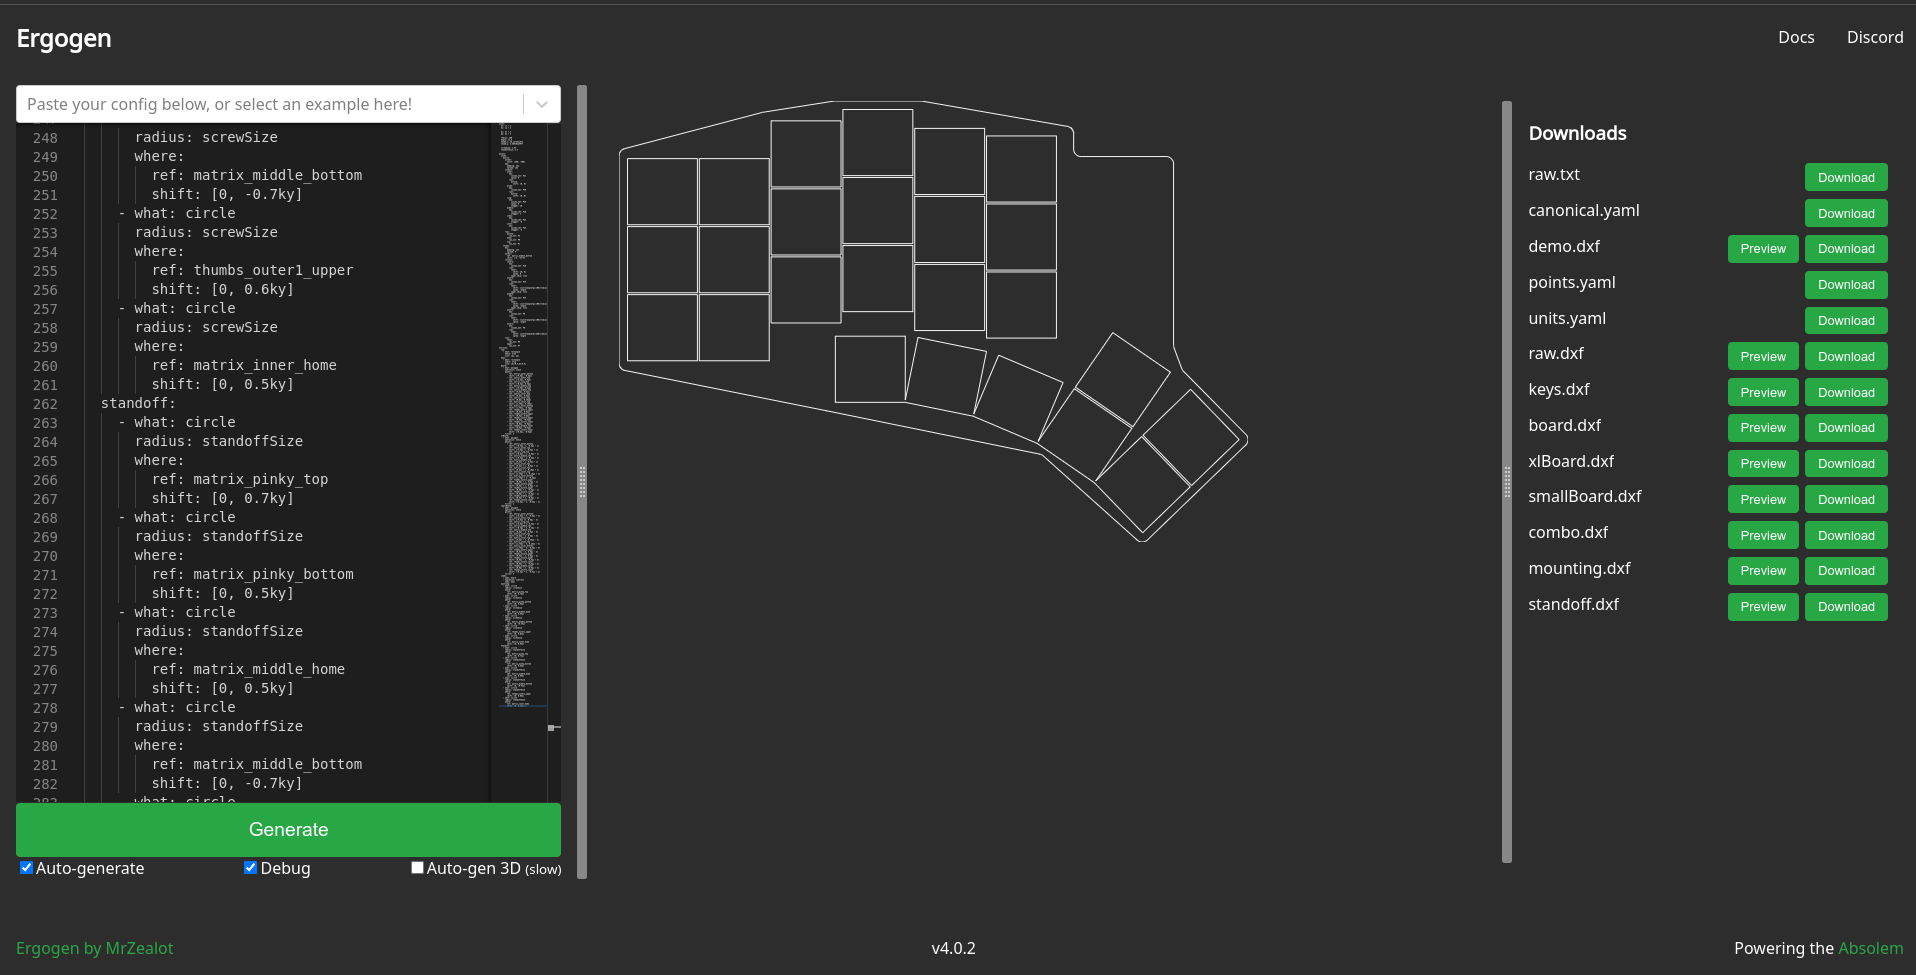 Ergogen
Docs
Discord
Paste your config below, or select an example here!
248 radius: screwSize
249 where:
250 ref: matrix_middle_bottom
251 shift: [0, -0.7ky]
252 - what: circle
253 radius: screwSize
254 where:
255 ref: thumbs_outer1_upper
256 shift: [0, 0.6ky]
257 - what: circle
258 radius: screwSize
259 where:
260 ref: matrix_inner_home
261 shift: [0, 0.5ky]
262 standoff:
263 - what: circle
264 radius: standoffSize
265 where:
266 ref: matrix_pinky_top
267 shift: [0, 0.7ky]
268 - what: circle
269 radius: standoffSize
270 where:
271 ref: matrix_pinky_bottom
272 shift: [0, 0.5ky]
273 - what: circle
274 radius: standoffSize
275 where:
276 ref: matrix_middle_home
277 shift: [0, 0.5ky]
278 - what: circle
279 radius: standoffSize
280 where:
281 ref: matrix_middle_bottom
282 shift: [0, -0.7ky]
283 - what: circle
Generate
Auto-generate
Debug
Auto-gen 3D (slow)
Downloads
raw.txt Download
canonical.yaml Download
demo.dxf Preview Download
points.yaml Download
units.yaml Download
raw.dxf Preview Download
keys.dxf Preview Download
board.dxf Preview Download
xlBoard.dxf Preview Download
smallBoard.dxf Preview Download
combo.dxf Preview Download
mounting.dxf Preview Download
standoff.dxf Preview Download
Ergogen by MrZealot
v4.0.2
Powering the Absolem